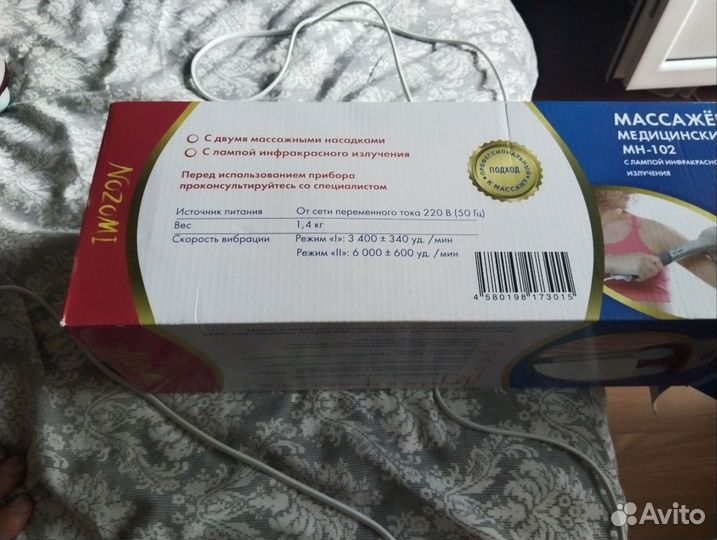 NOZOMI
С двумя массажными насадками
С лампой инфракрасного излучения
Перед использованием прибора
проконсультируйтесь со специалистом
Источник питания От сети переменного тока 220 В (50 Гц)
Вес 1,4 кг
Скорость вибрации Режим «I»: 3 400 ± 340 уд. /мин
Режим «II»: 6 000 ± 600 уд. /мин
ПРОФЕССИОНАЛЬНЫЙ
ПОДХОД
К МАССАЖУ
4 580198 173015
МАССАЖЁ
МЕДИЦИНСКИ
МН-102
С ЛАМПОЙ ИНФРАКРАСНО
ИЗЛУЧЕНИЯ
Avito